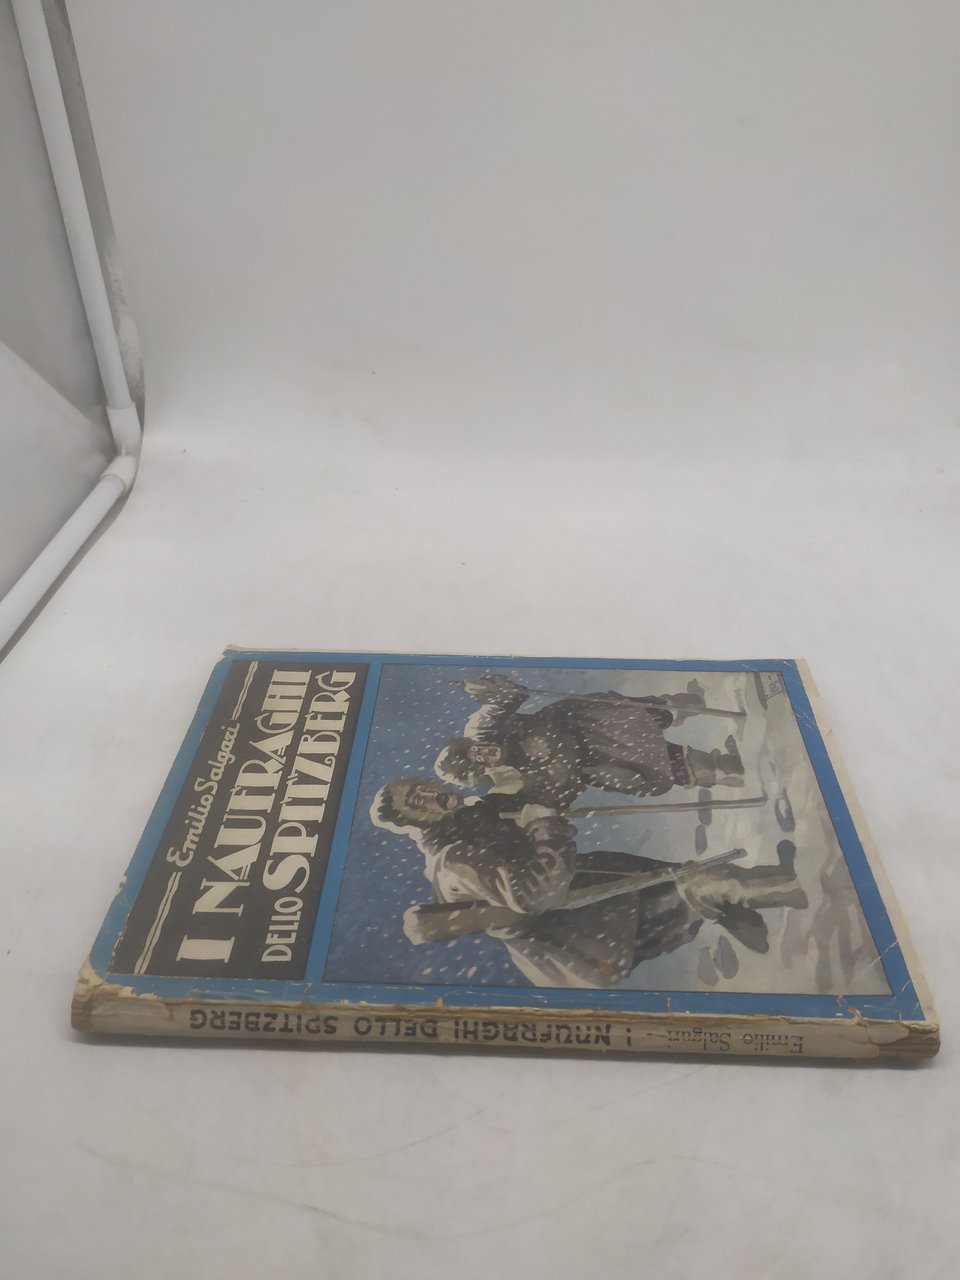 Emilio Salgari
I NAUFRAGHI
DELLO SPITZBERG
Emilio Salgari - I NAUFRAGHI DELLO SPITZBERG